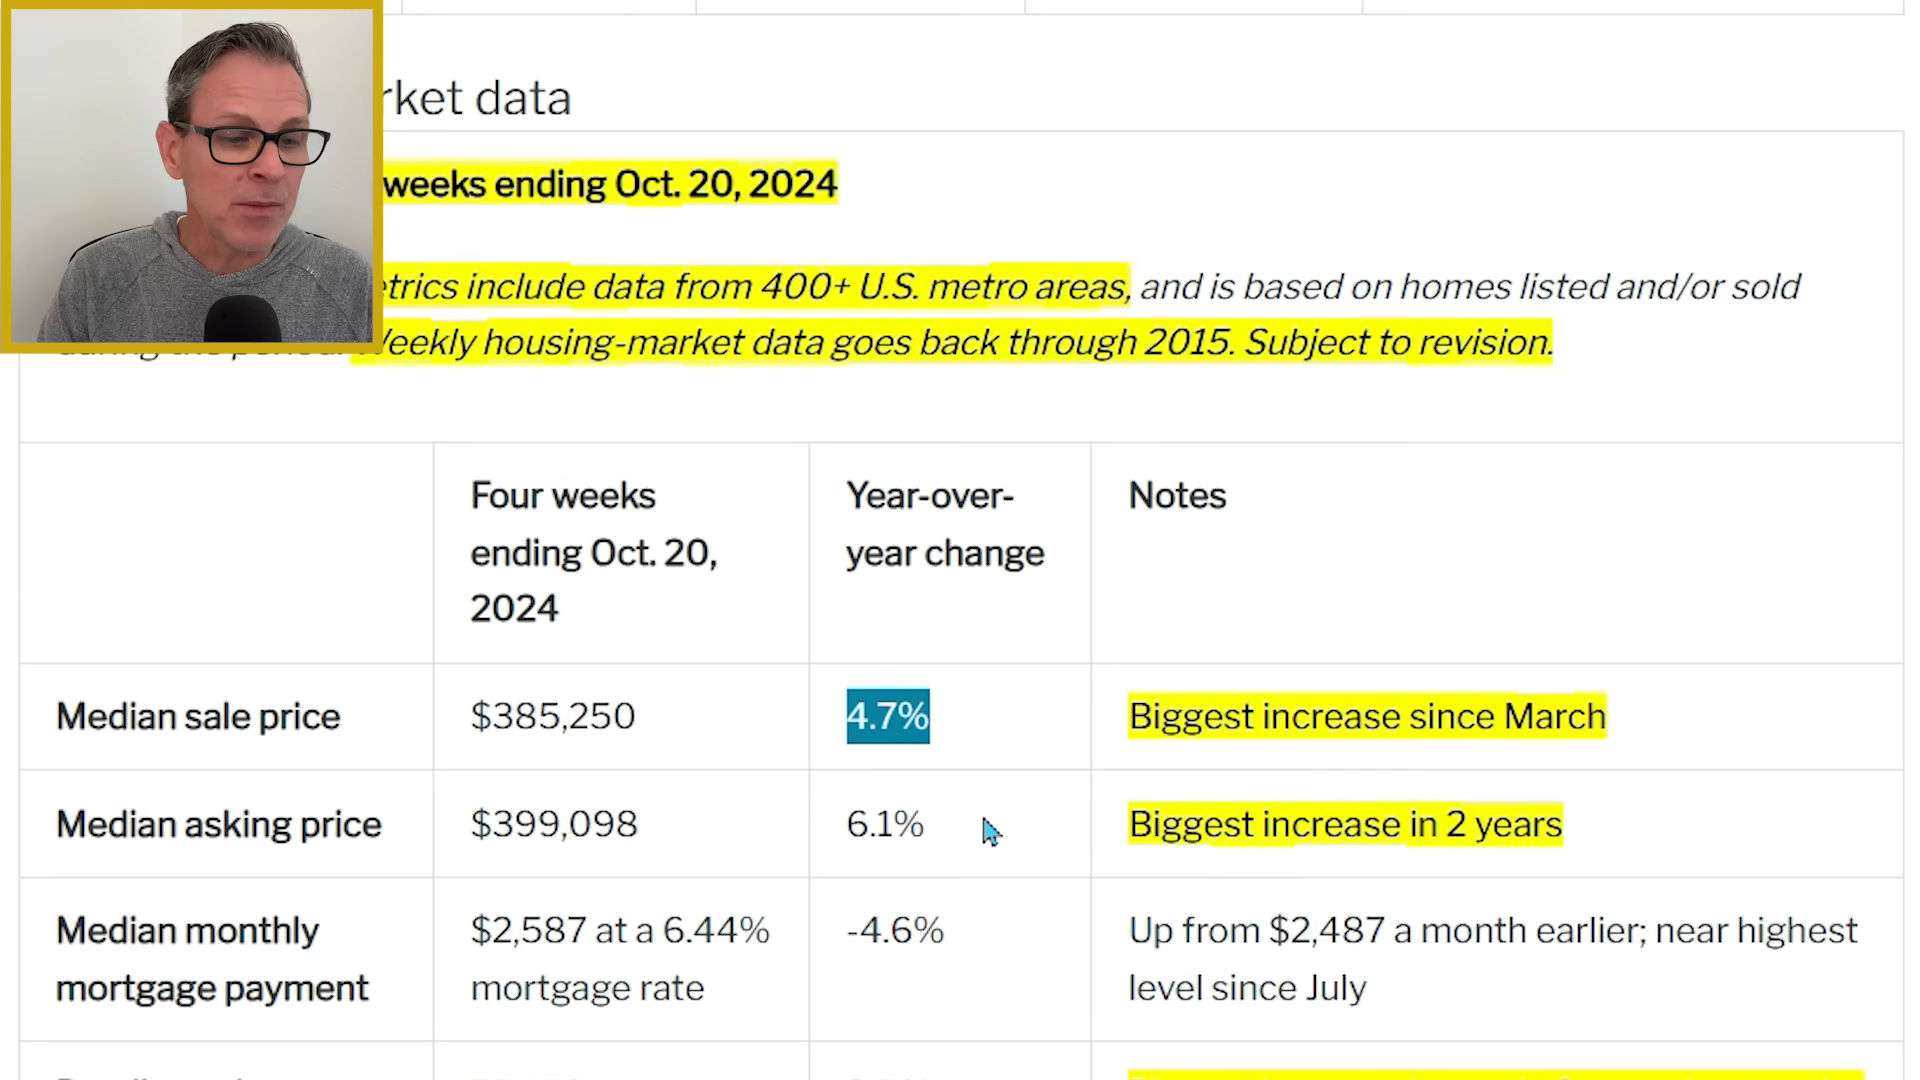 rket data
weeks ending Oct. 20, 2024
etrics include data from 400+ U.S. metro areas, and is based on homes listed and/or sold
during the period. Weekly housing-market data goes back through 2015. Subject to revision.
Four weeks ending Oct. 20, 2024
Year-over-year change
Notes
Median sale price
$385,250
4.7%
Biggest increase since March
Median asking price
$399,098
6.1%
Biggest increase in 2 years
Median monthly mortgage payment
$2,587 at a 6.44% mortgage rate
-4.6%
Up from $2,487 a month earlier; near highest level since July